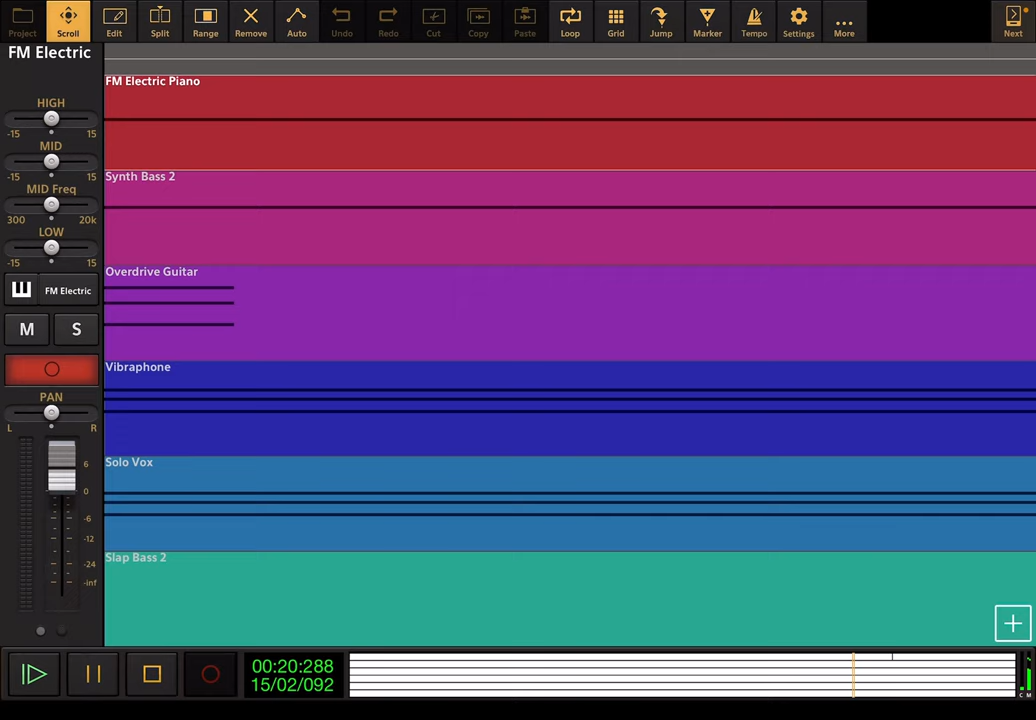 Project Scroll Edit Split Range Remove Auto Undo Redo Cut Copy Paste Loop Grid Jump Marker Tempo Settings More Next
FM Electric
FM Electric Piano
HIGH
-15 15
MID
-15 15
MID Freq
300 20k
LOW
-15 15
FM Electric
M S
PAN
L R
6
0
-6
-12
-24
-inf
Synth Bass 2
Overdrive Guitar
Vibraphone
Solo Vox
Slap Bass 2
00:20:288
15/02/092
C M